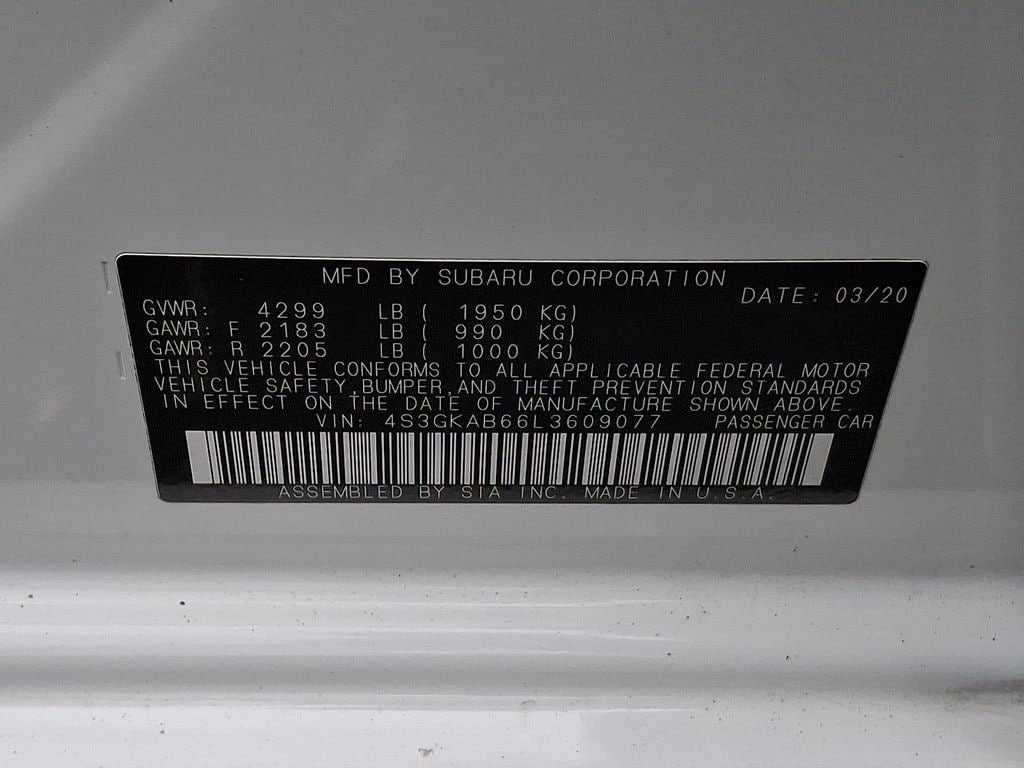 MFD BY SUBARU CORPORATION
DATE: 03/20
GVWR: 4299 LB ( 1950 KG)
GAWR: F 2183 LB ( 990 KG)
GAWR: R 2205 LB ( 1000 KG)
THIS VEHICLE CONFORMS TO ALL APPLICABLE FEDERAL MOTOR
VEHICLE SAFETY, BUMPER, AND THEFT PREVENTION STANDARDS
IN EFFECT ON THE DATE OF MANUFACTURE SHOWN ABOVE.
VIN: 4S3GKAB66L3609077 PASSENGER CAR
ASSEMBLED BY SIA INC. MADE IN U.S.A.